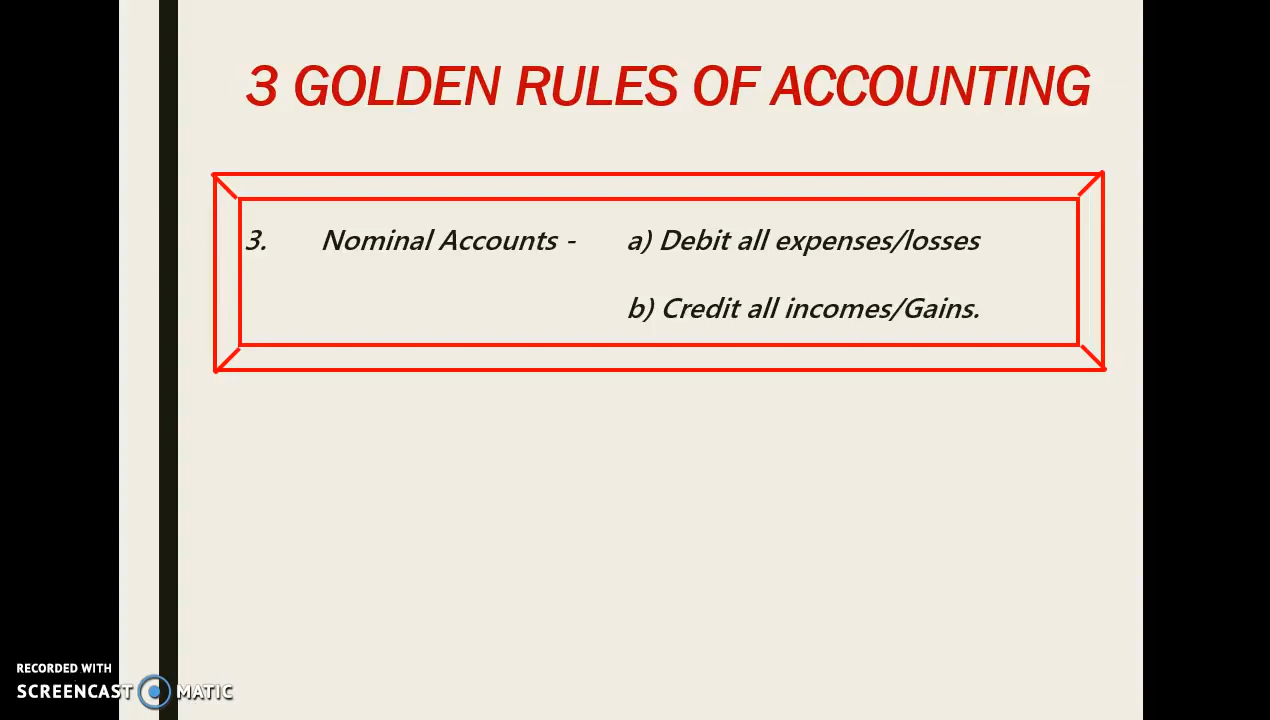 3 GOLDEN RULES OF ACCOUNTING
3. Nominal Accounts - a) Debit all expenses/losses
b) Credit all incomes/Gains.
RECORDED WITH
SCREENCAST MATIC